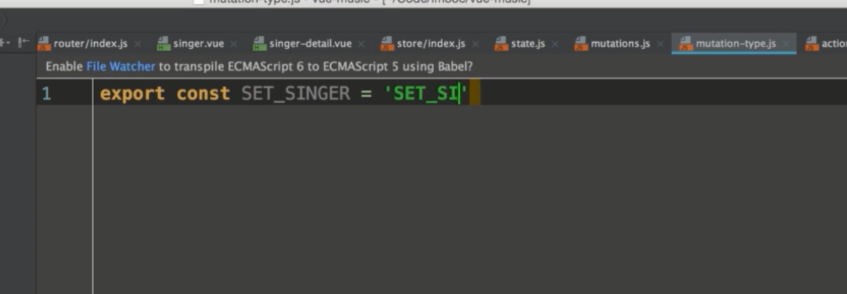 mutation-type.js - vue-music - [~/Code/imooc/vue-music]
router/index.js singer.vue singer-detail.vue store/index.js state.js mutations.js mutation-type.js action
Enable File Watcher to transpile ECMAScript 6 to ECMAScript 5 using Babel?
1 export const SET_SINGER = 'SET_SI'